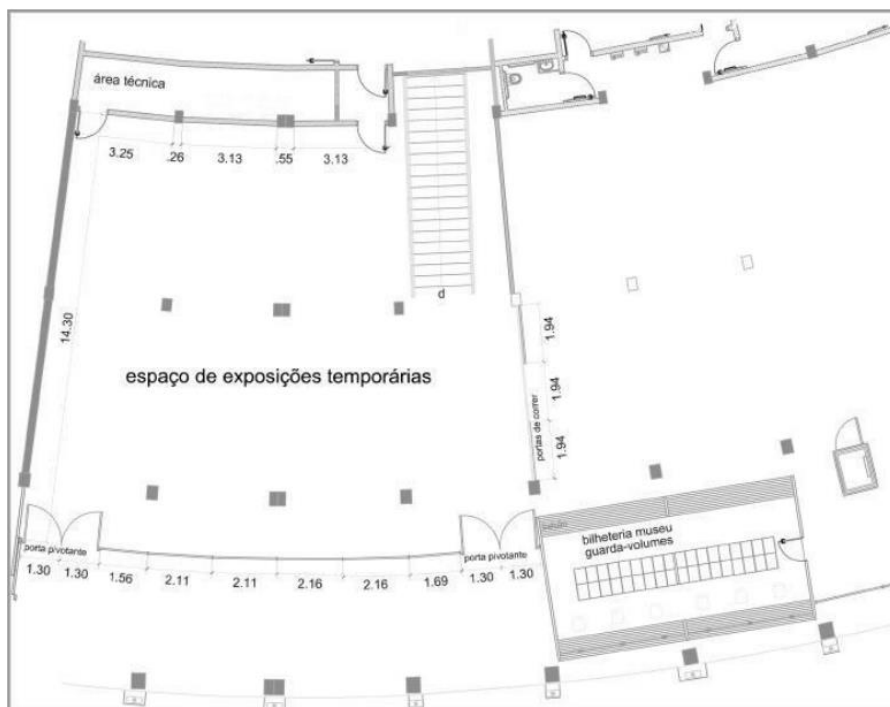 área técnica
3.25
.26
3.13
.55
3.13
d
14.30
1.94
espaço de exposições temporárias
1.94
portas de correr
1.94
porta pivotante
porta pivotante
bilheteria museu
guarda-volumes
1.30
1.30
1.56
2.11
2.11
2.16
2.16
1.69
1.30
1.30